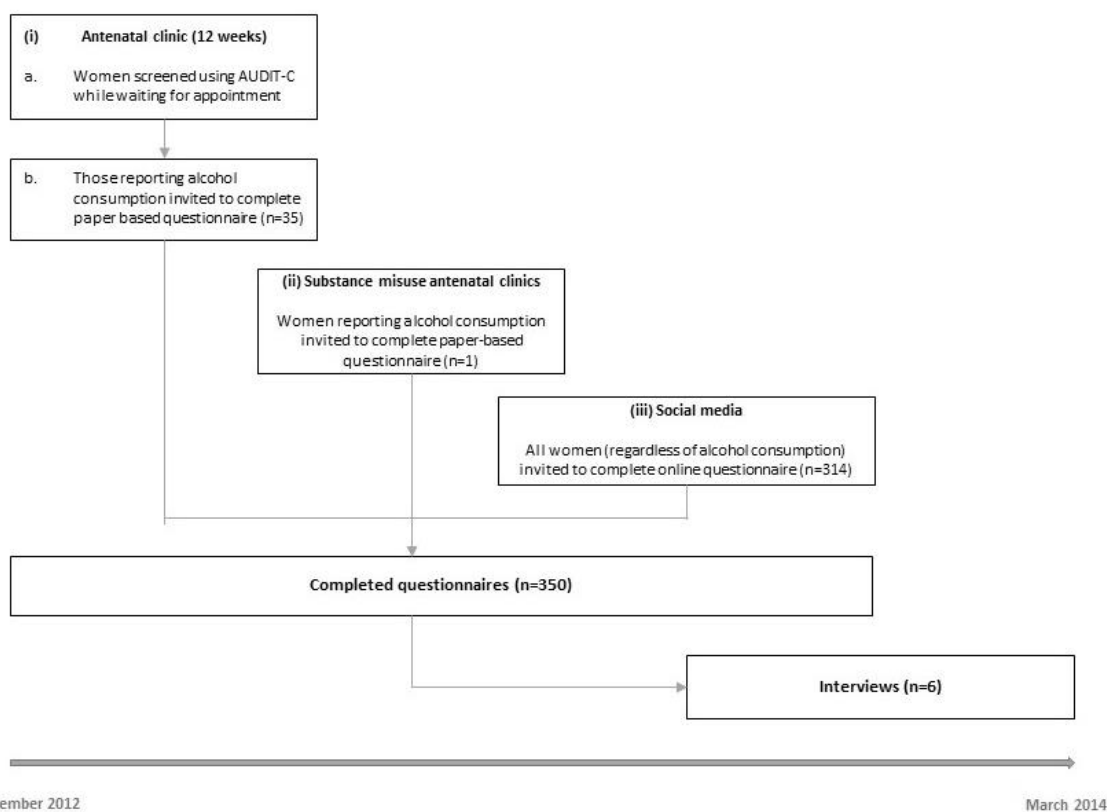 (i) Antenatal clinic (12 weeks)
a. Women screened using AUDIT-C
while waiting for appointment
b. Those reporting alcohol
consumption invited to complete
paper based questionnaire (n=35)
(ii) Substance misuse antenatal clinics
Women reporting alcohol consumption
invited to complete paper-based
questionnaire (n=1)
(iii) Social media
All women (regardless of alcohol consumption)
invited to complete online questionnaire (n=314)
Completed questionnaires (n=350)
Interviews (n=6)
ember 2012
March 2014